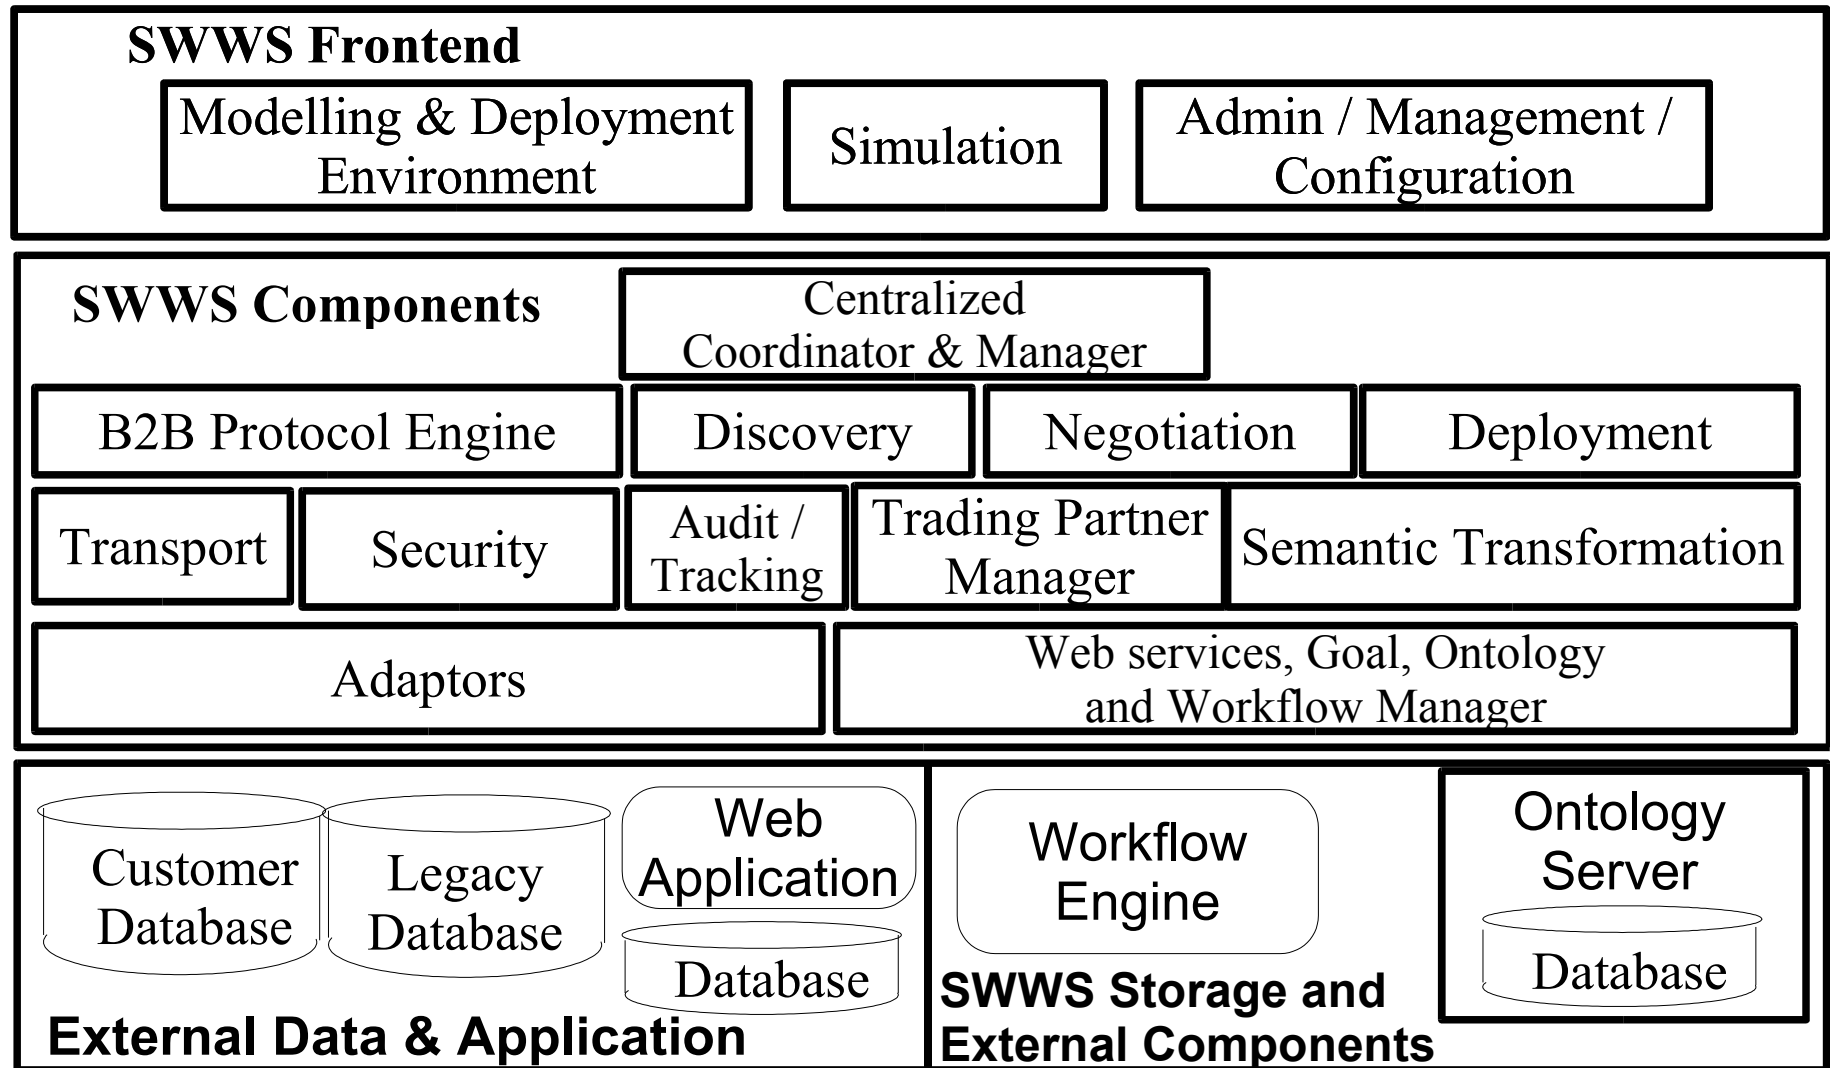 SWWS Frontend
Modelling & Deployment
Environment
Simulation
Admin / Management /
Configuration
SWWS Components
Centralized
Coordinator & Manager
B2B Protocol Engine
Discovery
Negotiation
Deployment
Transport
Security
Audit /
Tracking
Trading Partner
Manager
Semantic Transformation
Adaptors
Web services, Goal, Ontology
and Workflow Manager
Customer
Database
Legacy
Database
Web
Application
Database
External Data & Application
Workflow
Engine
SWWS Storage and
External Components
Ontology
Server
Database